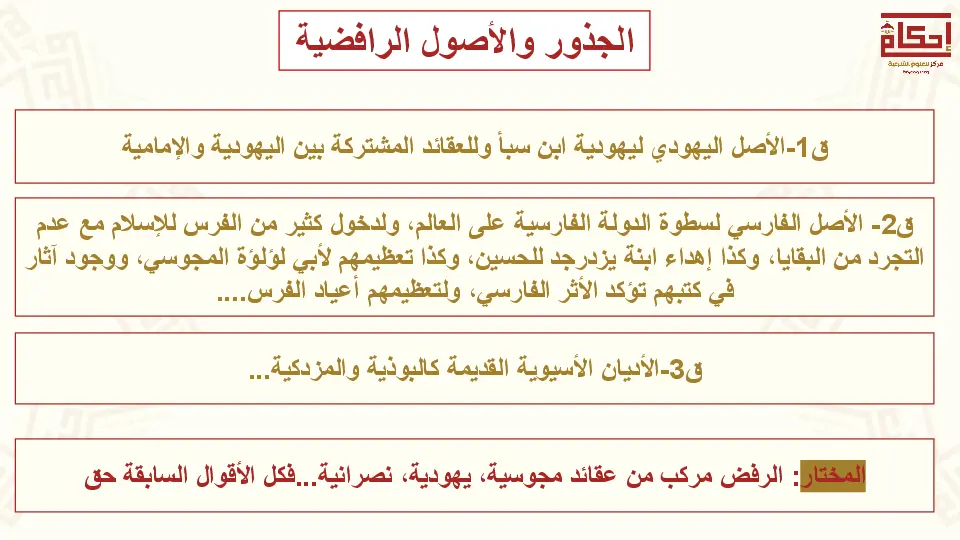 الجذور والأصول الرافضية
إحكام
مركز للعلوم الشرعية
ق1-الأصل اليهودي ليهودية ابن سبأ وللعقائد المشتركة بين اليهودية والإمامية
ق2- الأصل الفارسي لسطوة الدولة الفارسية على العالم، ولدخول كثير من الفرس للإسلام مع عدم
التجرد من البقايا، وكذا إهداء ابنة يزدرجد للحسين، وكذا تعظيمهم لأبي لؤلؤة المجوسي، ووجود آثار
في كتبهم تؤكد الأثر الفارسي، ولتعظيمهم أعياد الفرس....
ق3-الأديان الأسيوية القديمة كالبوذية والمزدكية...
المختار: الرفض مركب من عقائد مجوسية، يهودية، نصرانية...فكل الأقوال السابقة حق